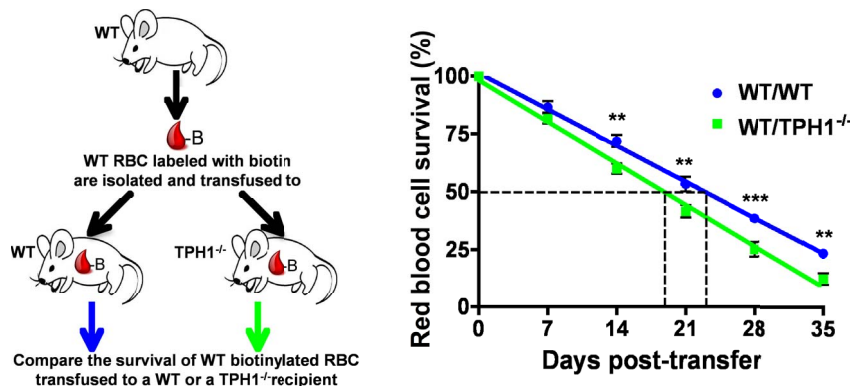 WT
-B
WT RBC labeled with biotin
are isolated and transfused to
WT
-B
TPH1-/-
-B
Compare the survival of WT biotinylated RBC
transfused to a WT or a TPH1-/- recipient
Red blood cell survival (%)
100
75
50
25
0
0 7 14 21 28 35
Days post-transfer
WT/WT
WT/TPH1-/-
**
**
***
**